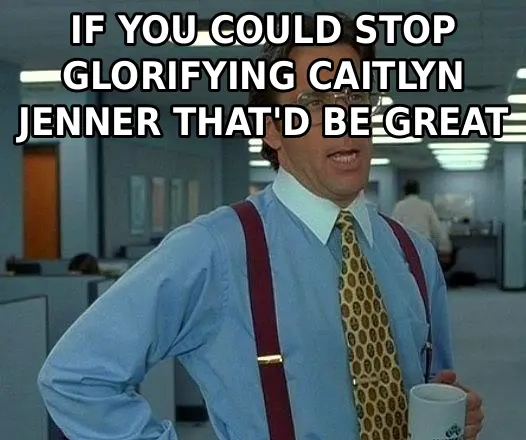 IF YOU COULD STOP
GLORIFYING CAITLYN
JENNER THAT'D BE GREAT